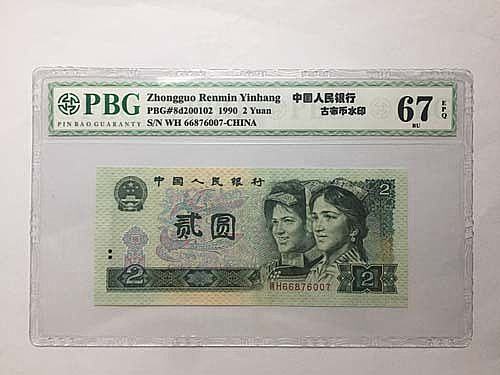 PBG
PIN BAO GUARANTY
Zhongguo Renmin Yinhang
PBG#8d200102 1990 2 Yuan
S/N WH 66876007-CHINA
中国人民银行
古布币水印
67
EPQ
中国人民银行
贰圆
2
2
2
WH66876007